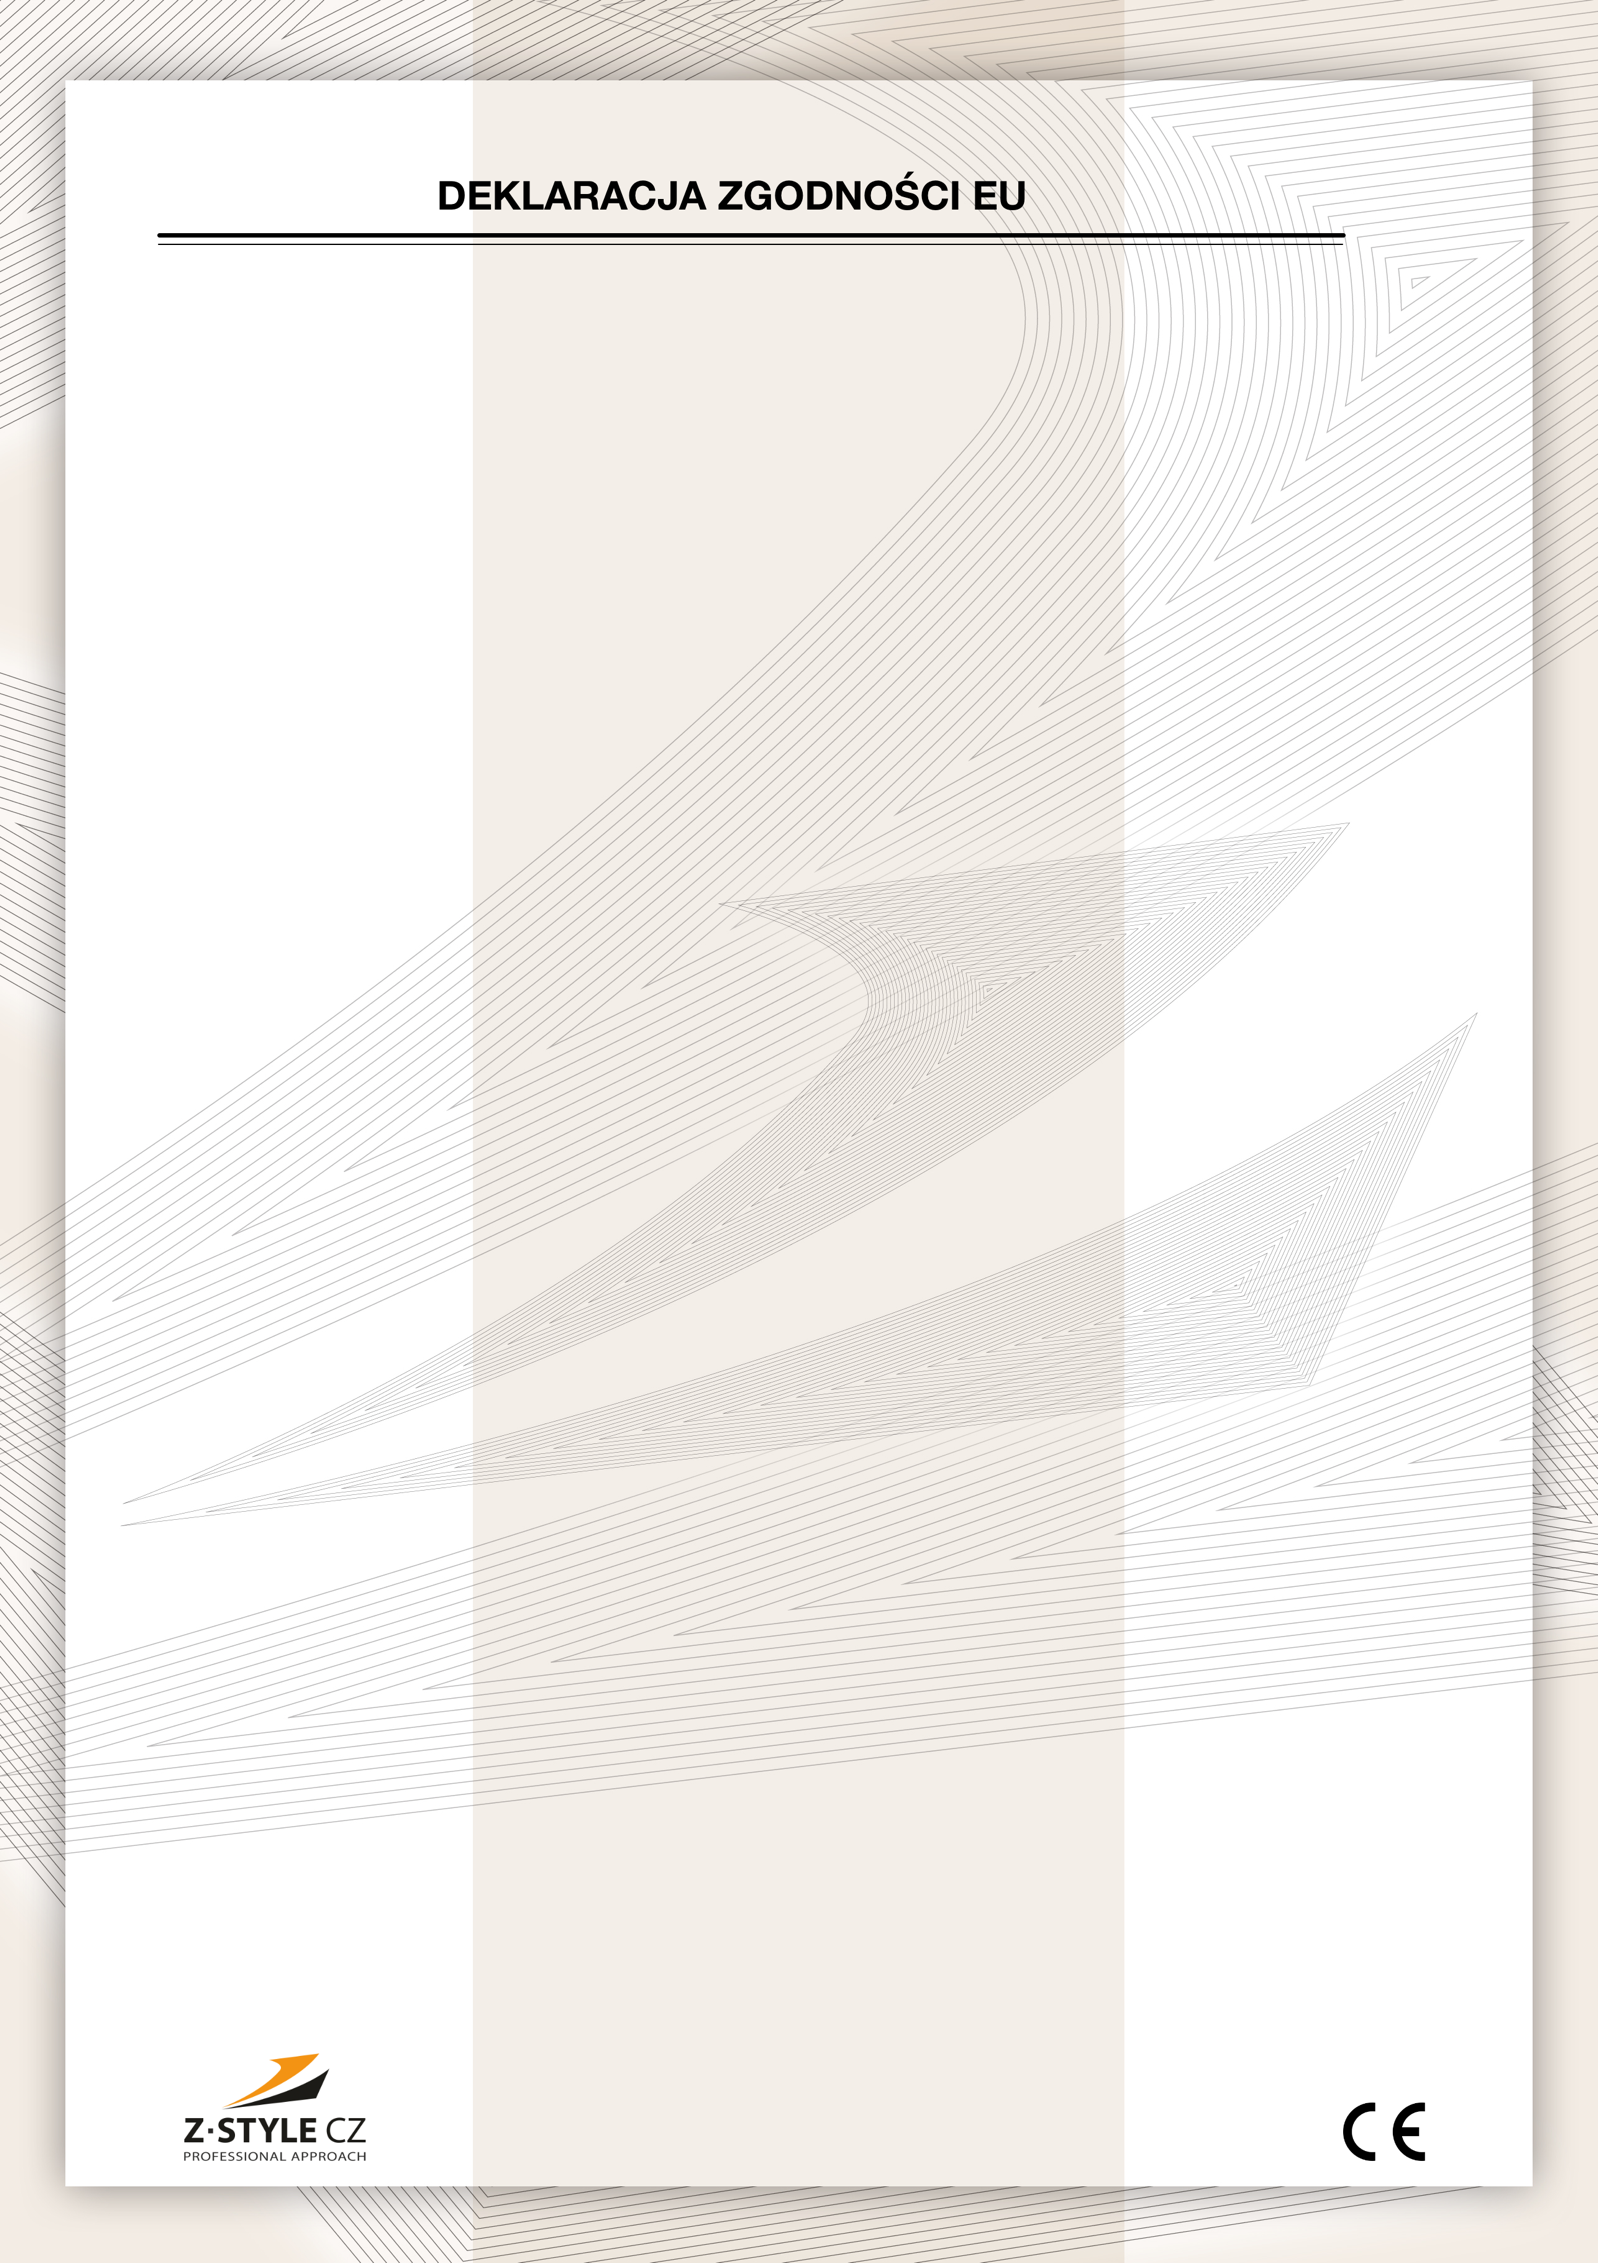 DEKLARACJA ZGODNOŚCI EU
Z·STYLE CZ
PROFESSIONAL APPROACH
CE